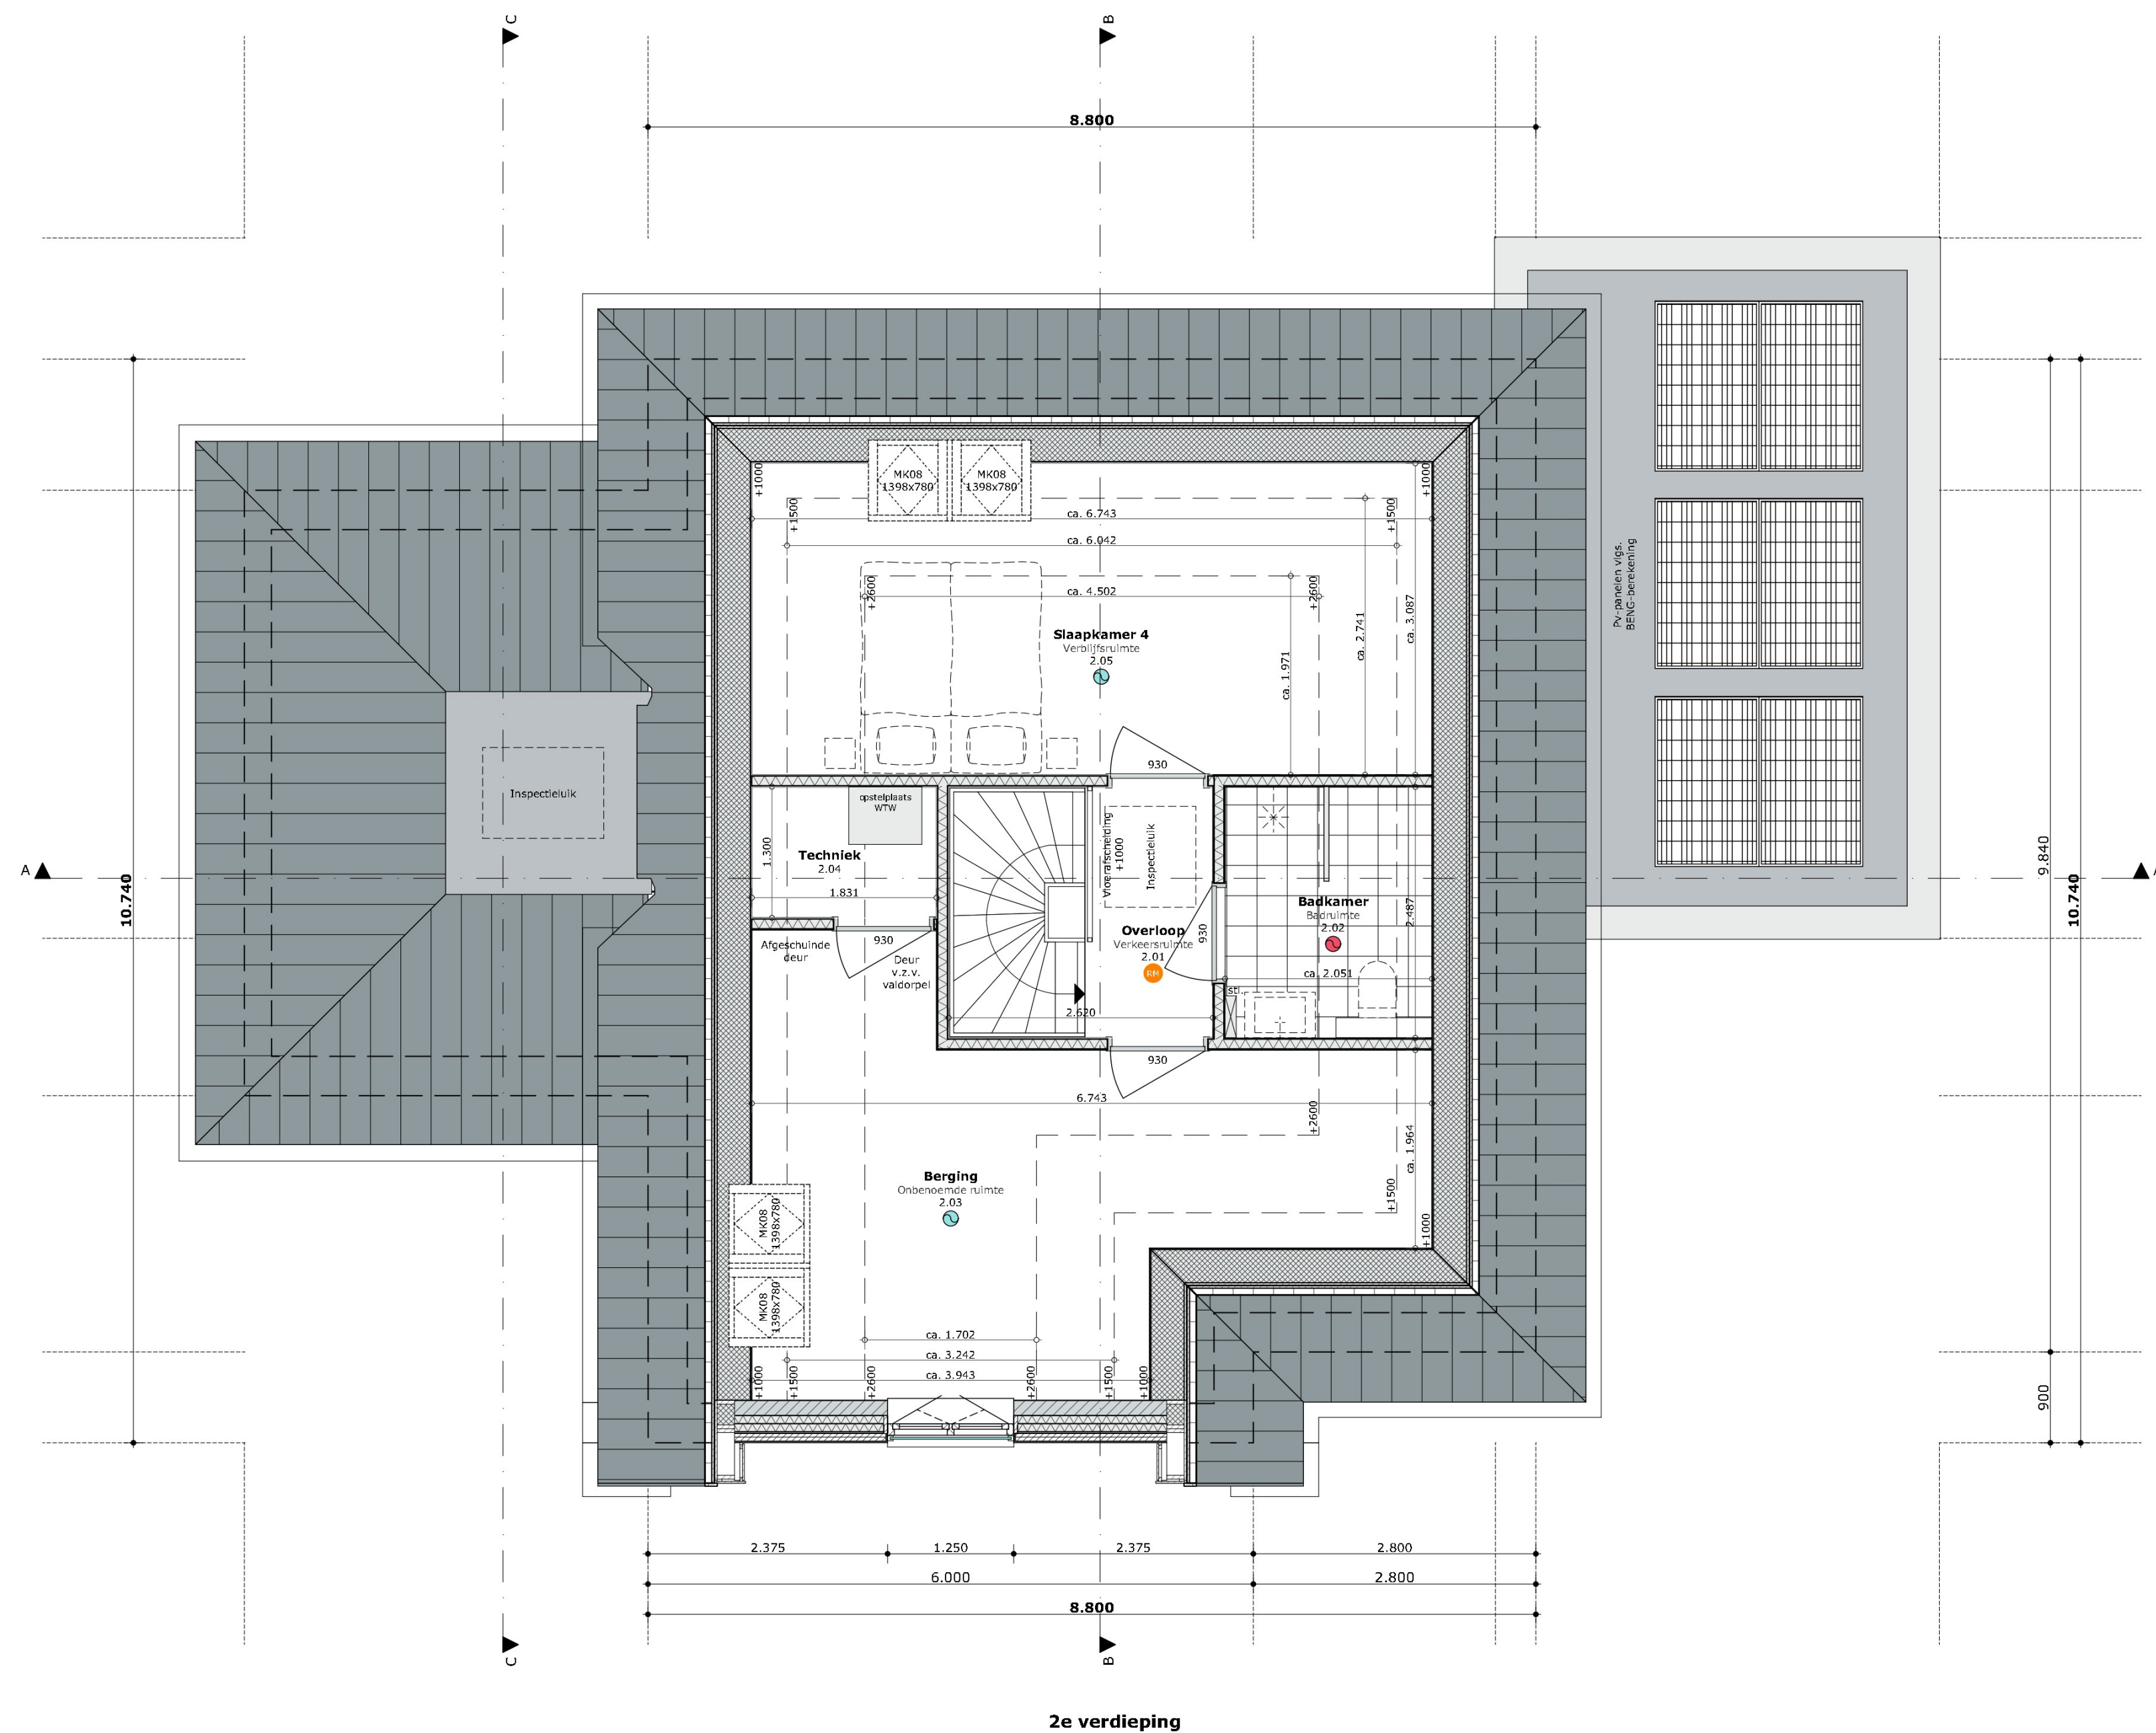 C
B
8.800
MK08
1398x780
MK08
1398x780
+1000
+1000
+1500
+1500
ca. 6.743
ca. 6.042
+2600
+2600
ca. 4.502
ca. 1.971
ca. 2.741
ca. 3.087
Slaapkamer 4
Verblijfsruimte
2.05
Pv-panelen vlgs.
BENG-berekening
930
Inspectieluik
opstelplaats
WTW
1.300
Techniek
2.04
1.831
Vloerafscheiding
+1000
Inspectieluik
Badkamer
Badruimte
2.02
2.487
A
A
10.740
9.840
10.740
Afgeschuinde
deur
930
Deur
v.z.v.
valdorpel
Overloop
Verkeersruimte
2.01
RM
930
ca. 2.051
stl.
2.620
930
6.743
+2600
ca. 1.964
Berging
Onbenoemde ruimte
2.03
+1500
+1000
MK08
1398x780
MK08
1398x780
ca. 1.702
ca. 3.242
ca. 3.943
+1000
+1500
+2600
+2600
+1500
+1000
900
2.375
1.250
2.375
2.800
6.000
2.800
8.800
C
B
2e verdieping